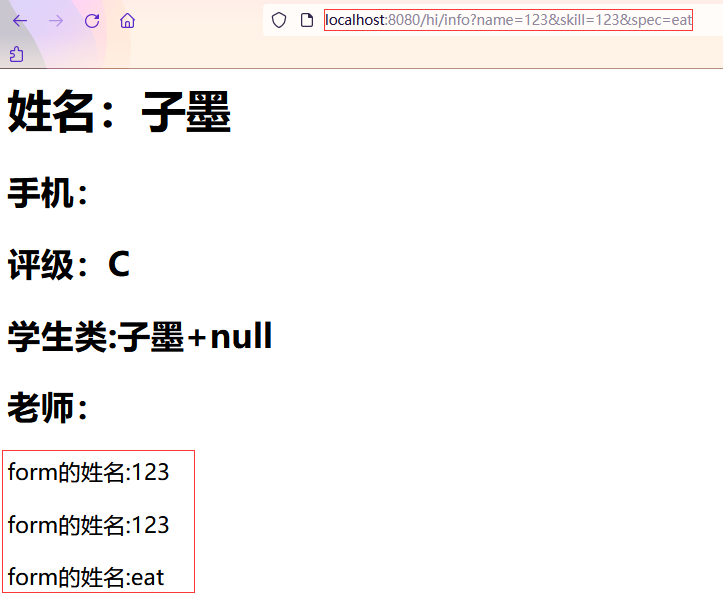 localhost:8080/hi/info?name=123&skill=123&spec=eat
姓名：子墨
手机：
评级：C
学生类:子墨+null
老师：
form的姓名:123
form的姓名:123
form的姓名:eat